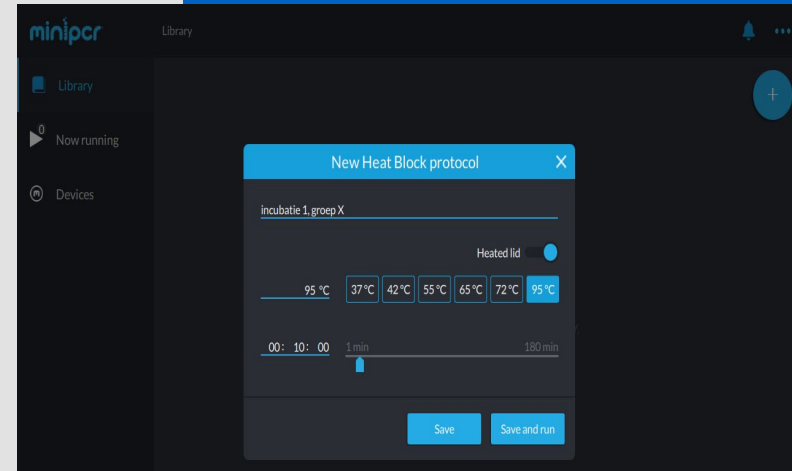 minipcr
Library
Library
0
Now running
Devices
New Heat Block protocol X
incubatie 1, groep X
Heated lid
95 °C 37°C 42°C 55°C 65°C 72°C 95°C
00: 10: 00 1 min 180 min
Save Save and run